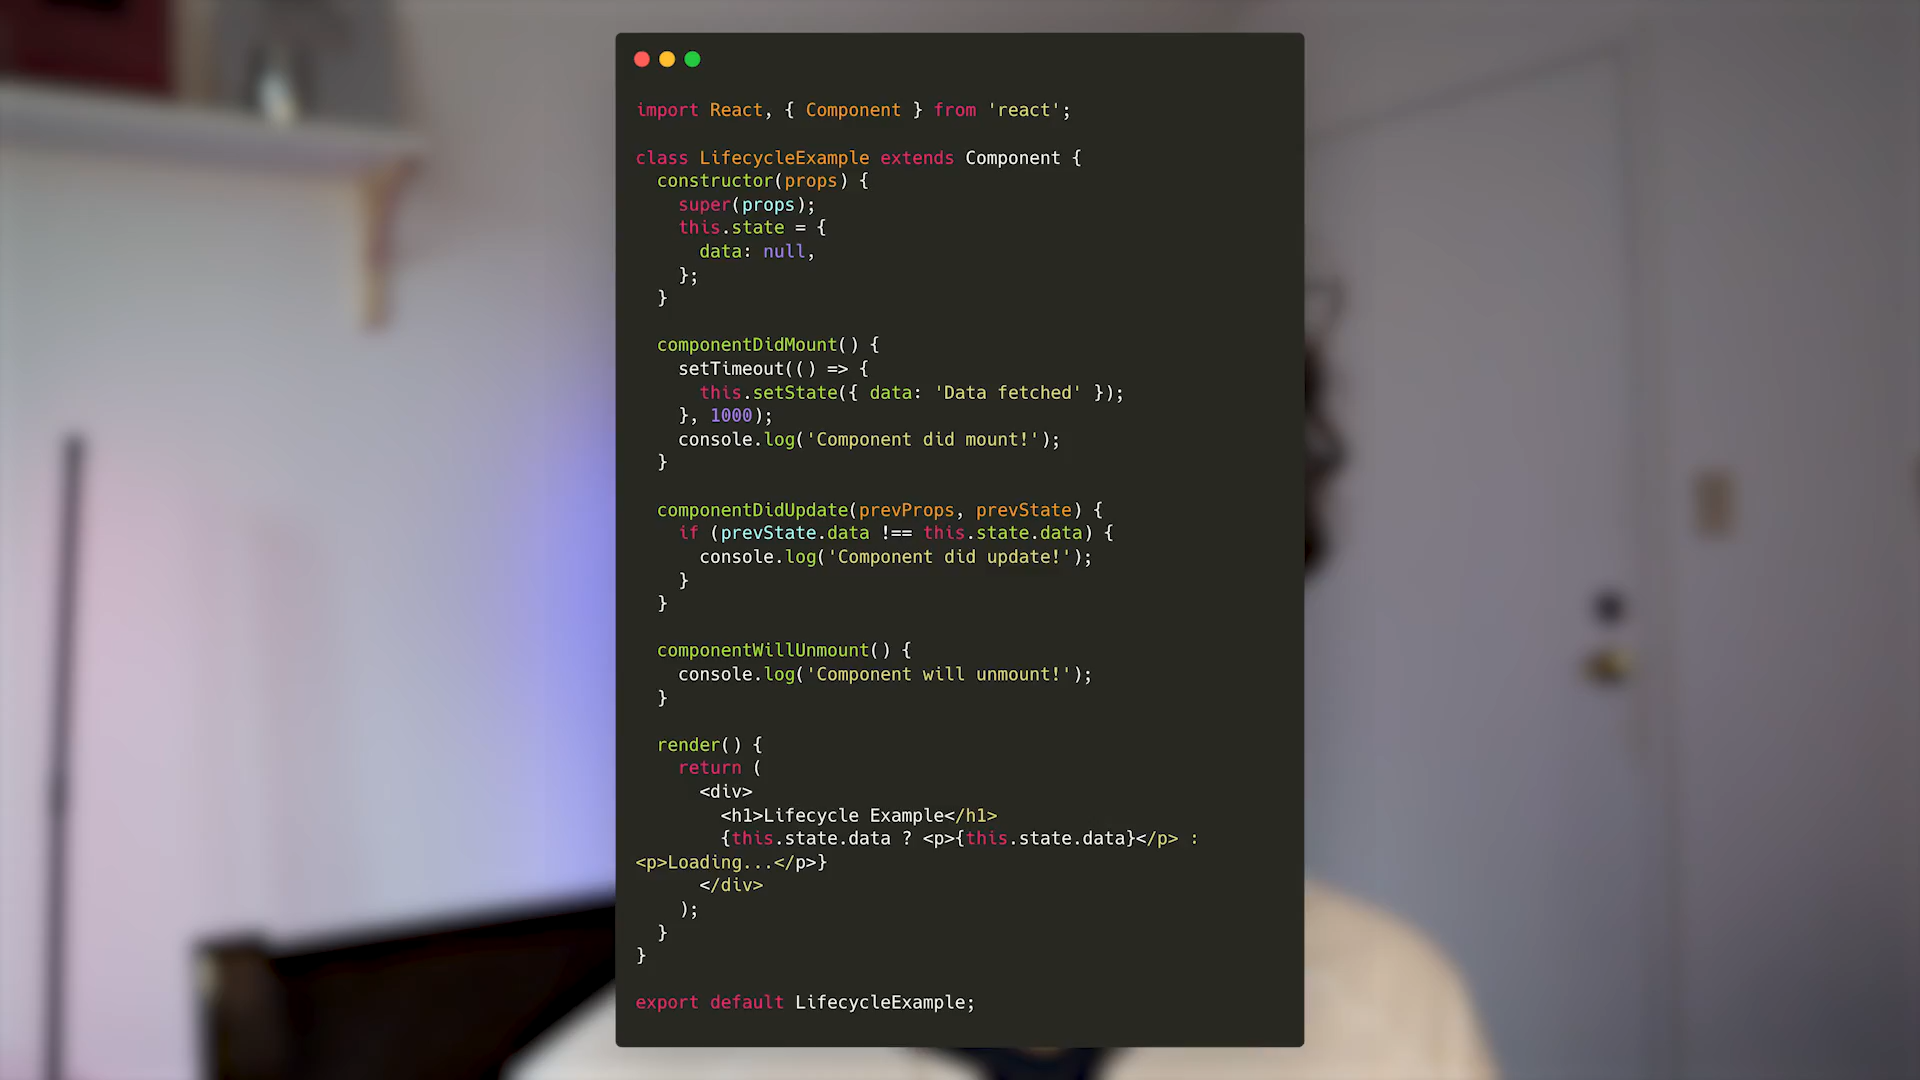 import React, { Component } from 'react';
class LifecycleExample extends Component {
constructor(props) {
super(props);
this.state = {
data: null,
};
}
componentDidMount() {
setTimeout(() => {
this.setState({ data: 'Data fetched' });
}, 1000);
console.log('Component did mount!');
}
componentDidUpdate(prevProps, prevState) {
if (prevState.data !== this.state.data) {
console.log('Component did update!');
}
}
componentWillUnmount() {
console.log('Component will unmount!');
}
render() {
return (
<div>
<h1>Lifecycle Example</h1>
{this.state.data ? <p>{this.state.data}</p> :
<p>Loading...</p>}
</div>
);
}
}
export default LifecycleExample;